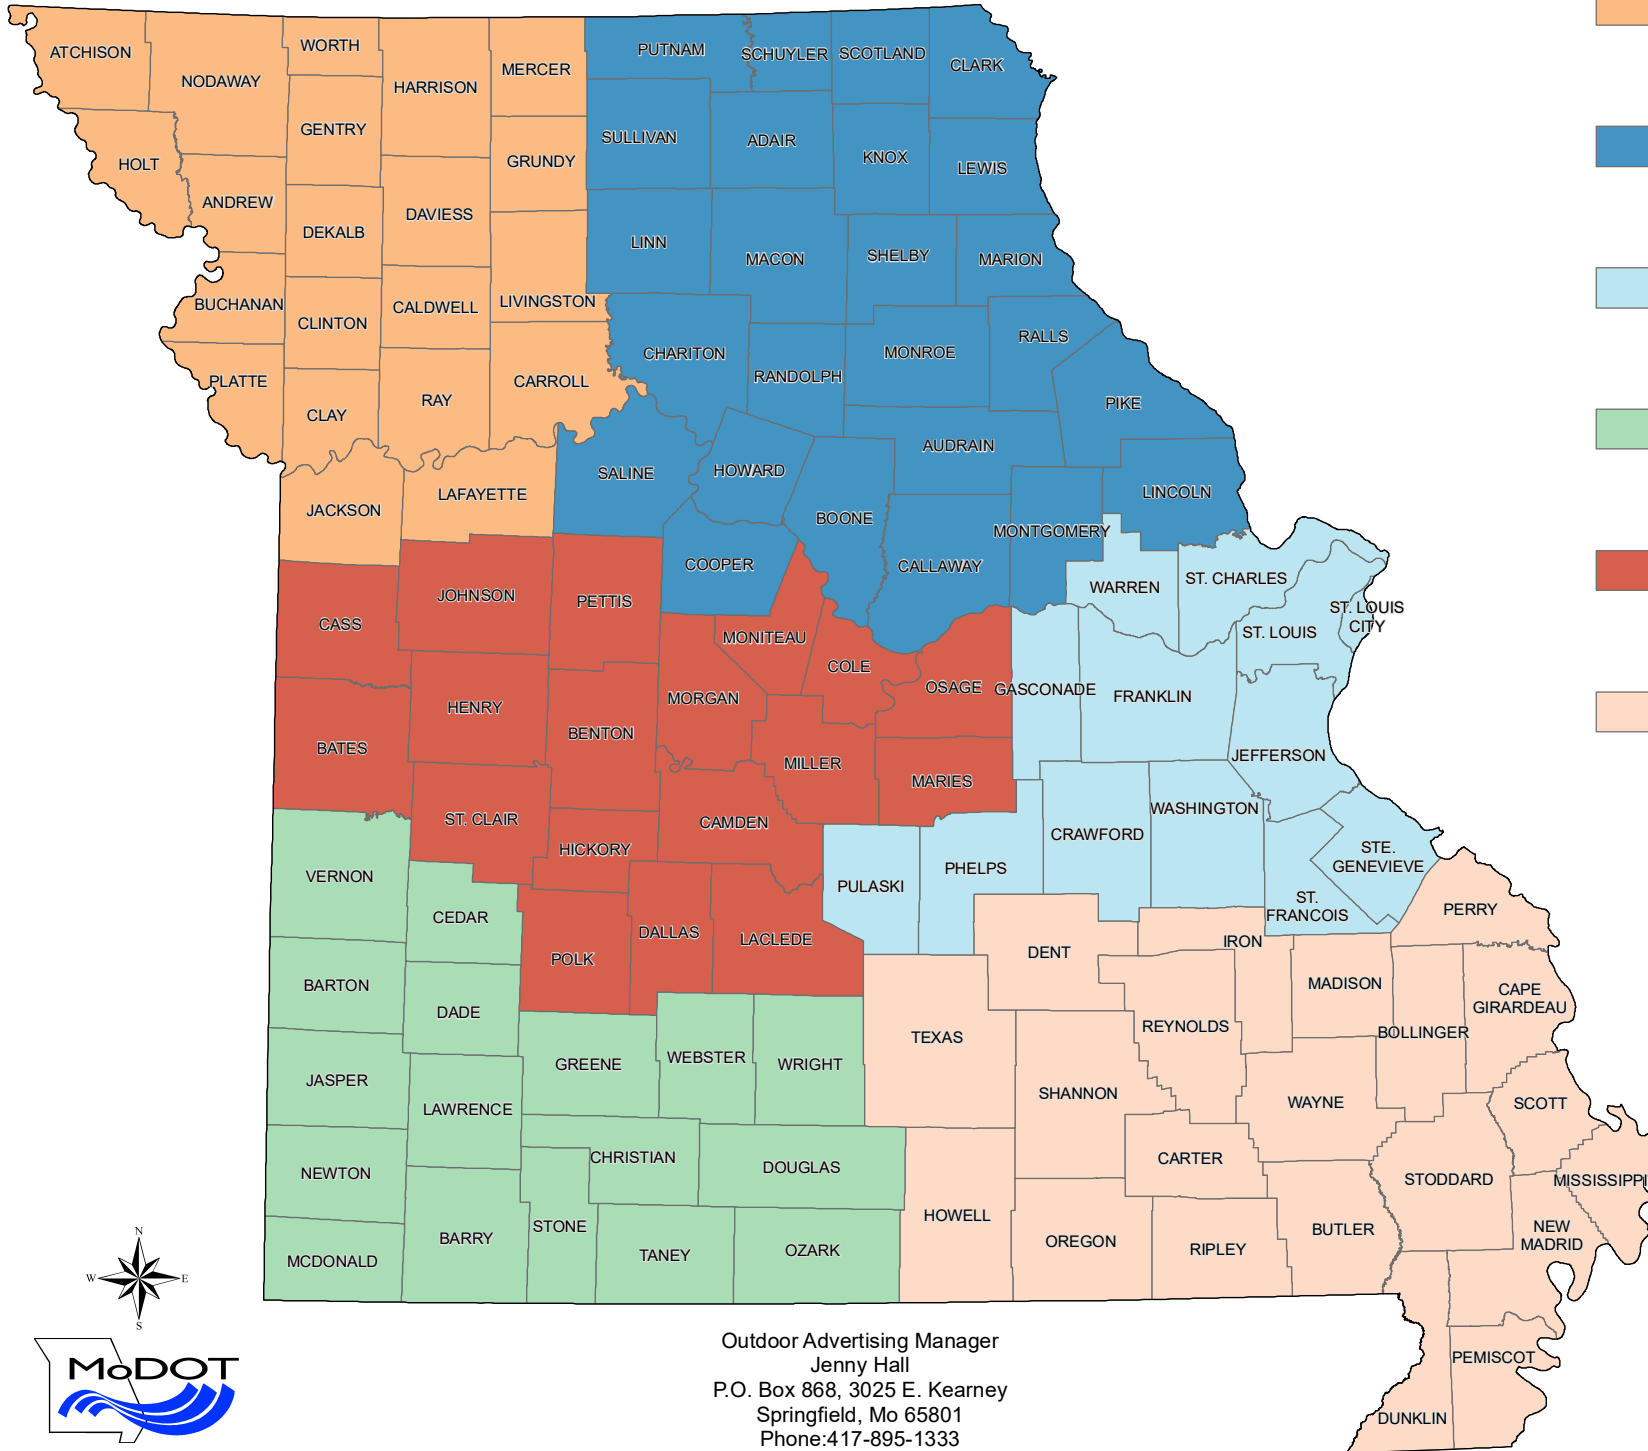 ATCHISON
NODAWAY
WORTH
HARRISON
MERCER
PUTNAM
SCHUYLER
SCOTLAND
CLARK
GENTRY
HOLT
ANDREW
DEKALB
DAVIESS
GRUNDY
SULLIVAN
ADAIR
KNOX
LEWIS
BUCHANAN
CLINTON
CALDWELL
LIVINGSTON
LINN
MACON
SHELBY
MARION
PLATTE
CLAY
RAY
CARROLL
CHARITON
RANDOLPH
MONROE
RALLS
PIKE
AUDRAIN
JACKSON
LAFAYETTE
SALINE
HOWARD
BOONE
CALLAWAY
MONTGOMERY
LINCOLN
COOPER
WARREN
ST. CHARLES
ST. LOUIS
CITY
ST. LOUIS
CASS
JOHNSON
PETTIS
MONITEAU
COLE
OSAGE
GASCONADE
FRANKLIN
BATES
HENRY
BENTON
MORGAN
MILLER
MARIES
JEFFERSON
ST. CLAIR
HICKORY
CAMDEN
PULASKI
PHELPS
CRAWFORD
WASHINGTON
STE.
GENEVIEVE
ST.
FRANCOIS
PERRY
VERNON
CEDAR
POLK
DALLAS
LACLEDE
DENT
IRON
MADISON
BOLLINGER
CAPE
GIRARDEAU
BARTON
DADE
GREENE
WEBSTER
WRIGHT
TEXAS
REYNOLDS
SHANNON
WAYNE
SCOTT
JASPER
LAWRENCE
CHRISTIAN
DOUGLAS
CARTER
STODDARD
MISSISSIPPI
NEWTON
BARRY
STONE
TANEY
OZARK
HOWELL
OREGON
RIPLEY
BUTLER
NEW
MADRID
MCDONALD
PEMISCOT
DUNKLIN
N
W
E
S
MoDOT
Outdoor Advertising Manager
Jenny Hall
P.O. Box 868, 3025 E. Kearney
Springfield, Mo 65801
Phone:417-895-1333